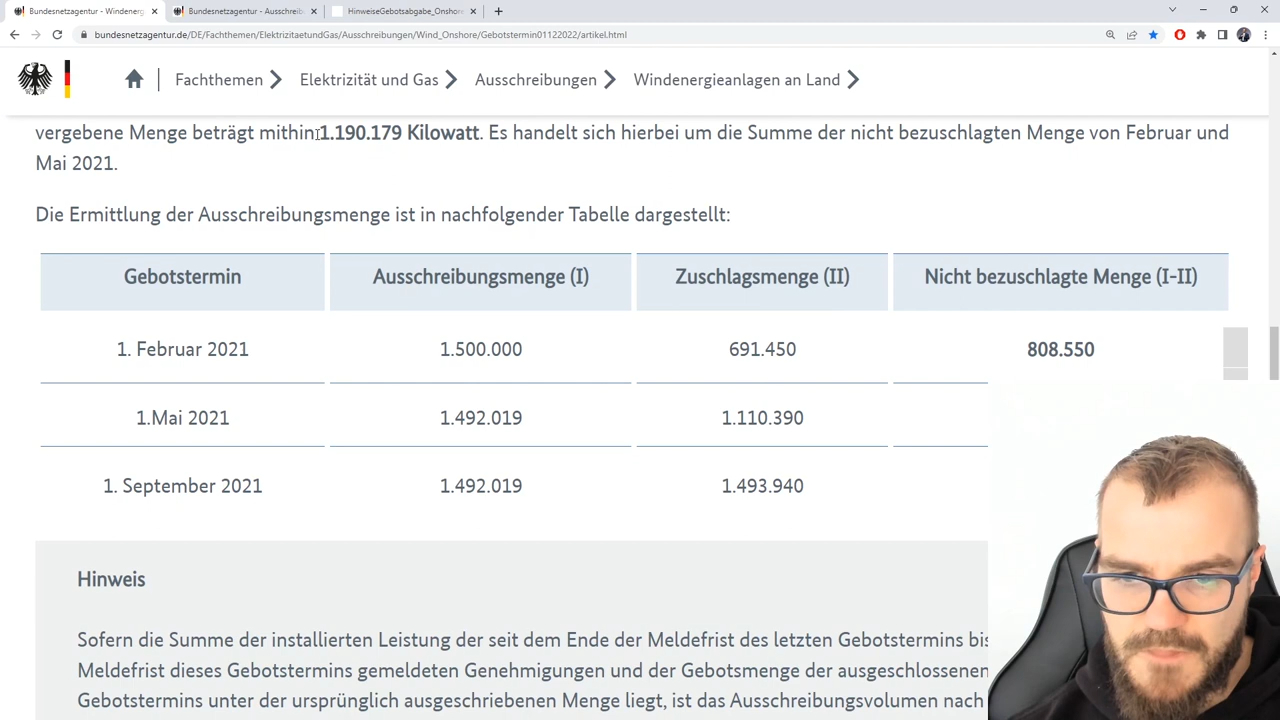 Bundesnetzagentur - Windenerg
Bundesnetzagentur - Ausschreib
HinweiseGebotsabgabe_Onshore
bundesnetzagentur.de/DE/Fachthemen/ElektrizitaetundGas/Ausschreibungen/Wind_Onshore/Gebotstermin01122022/artikel.html
Fachthemen
Elektrizität und Gas
Ausschreibungen
Windenergieanlagen an Land
vergebene Menge beträgt mithin 1.190.179 Kilowatt. Es handelt sich hierbei um die Summe der nicht bezuschlagten Menge von Februar und
Mai 2021.
Die Ermittlung der Ausschreibungsmenge ist in nachfolgender Tabelle dargestellt:
Gebotstermin Ausschreibungsmenge (I) Zuschlagsmenge (II) Nicht bezuschlagte Menge (I-II)
1. Februar 2021 1.500.000 691.450 808.550
1.Mai 2021 1.492.019 1.110.390
1. September 2021 1.492.019 1.493.940
Hinweis
Sofern die Summe der installierten Leistung der seit dem Ende der Meldefrist des letzten Gebotstermins bis
Meldefrist dieses Gebotstermins gemeldeten Genehmigungen und der Gebotsmenge der ausgeschlossenen
Gebotstermins unter der ursprünglich ausgeschriebenen Menge liegt, ist das Ausschreibungsvolumen nach